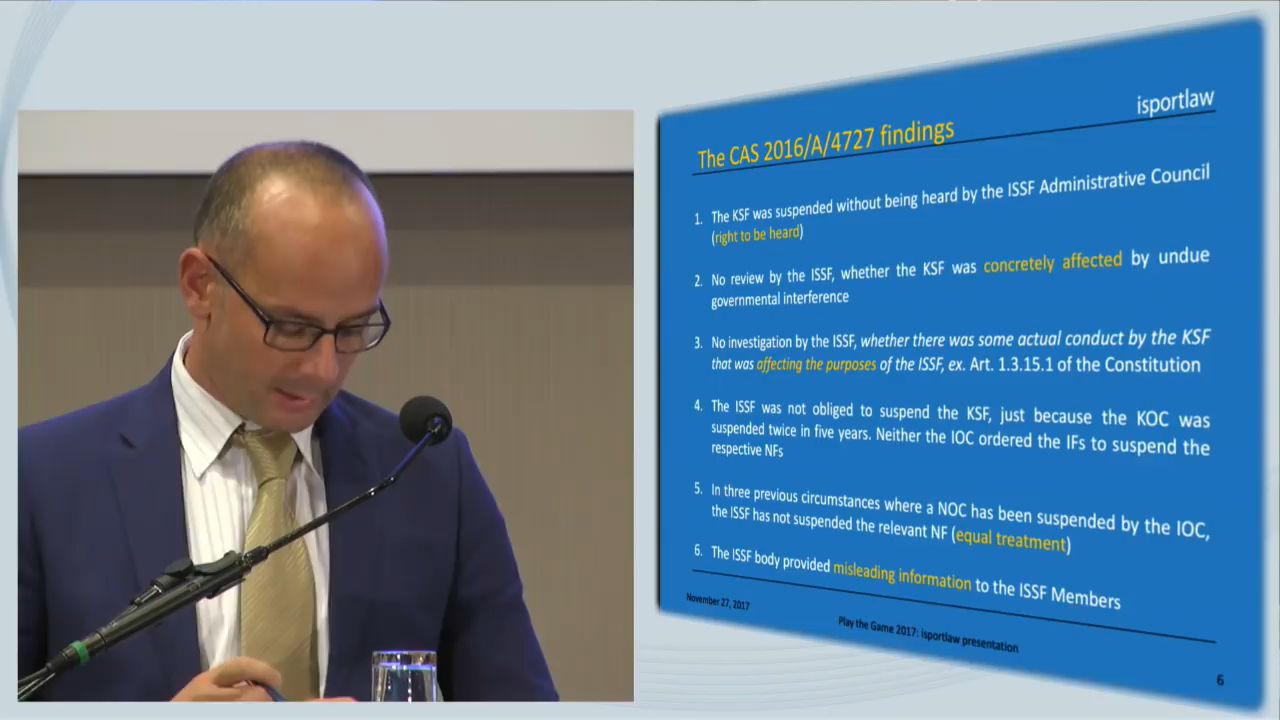 isportlaw
The CAS 2016/A/4727 findings
1. The KSF was suspended without being heard by the ISSF Administrative Council
(right to be heard)
2. No review by the ISSF, whether the KSF was concretely affected by undue
governmental interference
3. No investigation by the ISSF, whether there was some actual conduct by the KSF
that was affecting the purposes of the ISSF, ex. Art. 1.3.15.1 of the Constitution
4. The ISSF was not obliged to suspend the KSF, just because the KOC was
suspended twice in five years. Neither the IOC ordered the IFs to suspend the
respective NFs
5. In three previous circumstances where a NOC has been suspended by the IOC,
the ISSF has not suspended the relevant NF (equal treatment)
6. The ISSF body provided misleading information to the ISSF Members
November 27, 2017
Play the Game 2017: isportlaw presentation
6